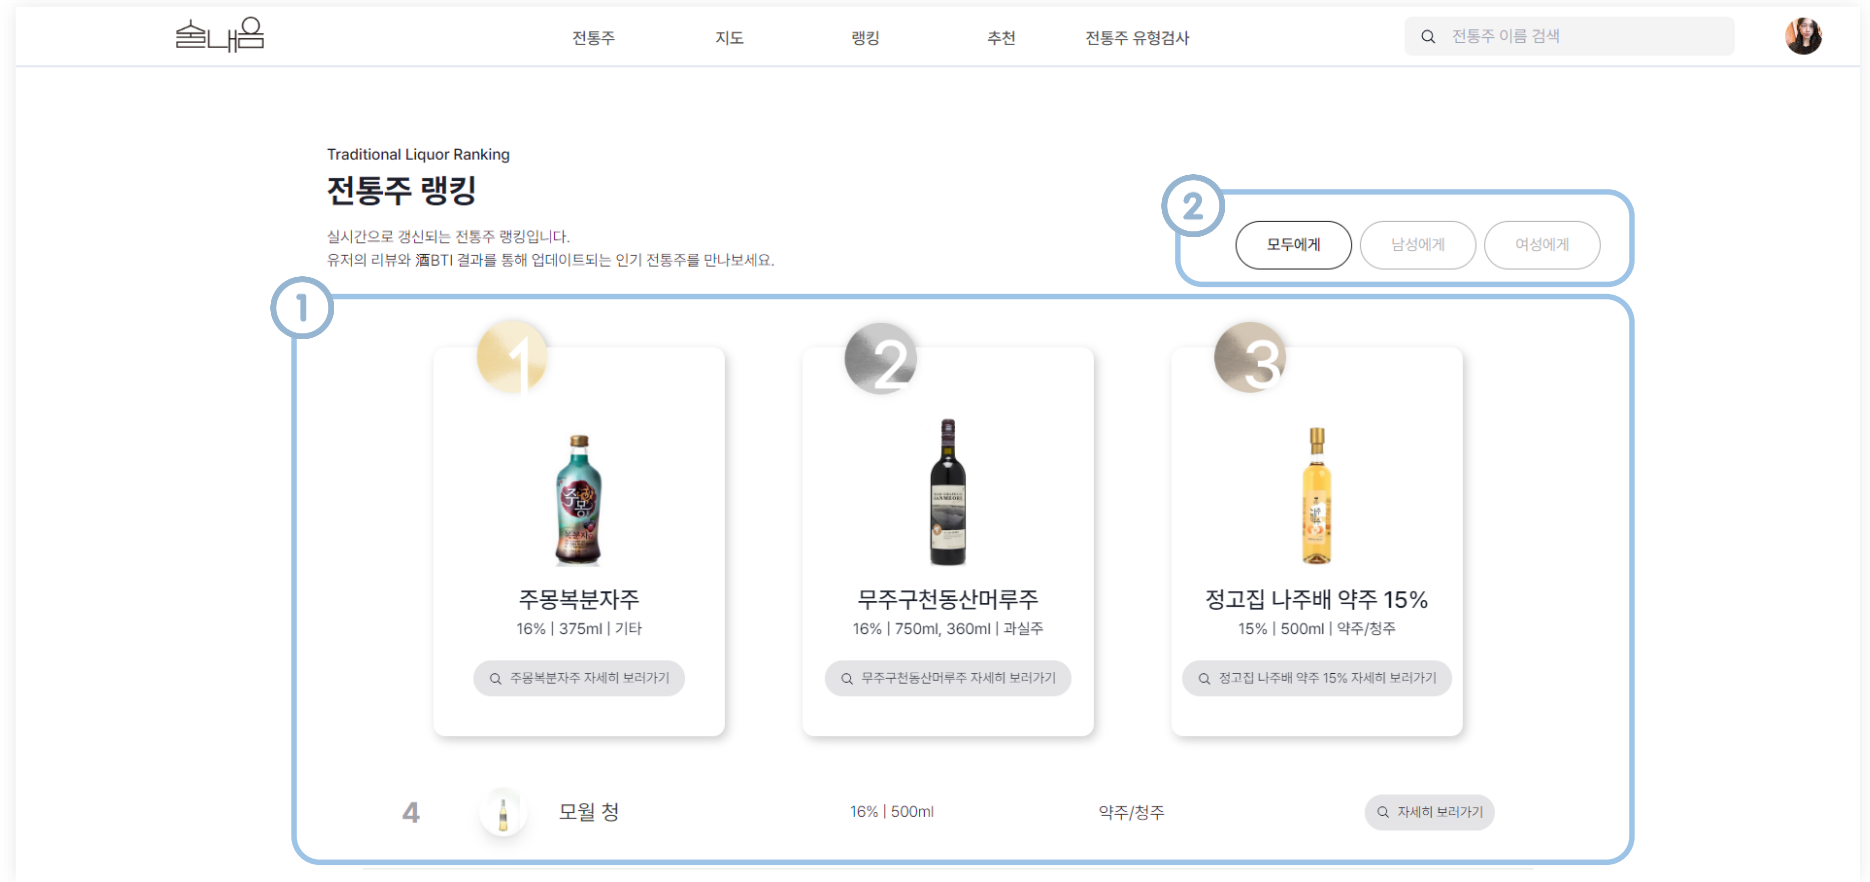 술내음
전통주 지도 랭킹 추천 전통주 유형검사 전통주 이름 검색
Traditional Liquor Ranking
전통주 랭킹
실시간으로 갱신되는 전통주 랭킹입니다.
유저의 리뷰와 酒BTI 결과를 통해 업데이트되는 인기 전통주를 만나보세요.
2
모두에게 남성에게 여성에게
1
1 2 3
주몽
복분자
주몽복분자주 무주구천동산머루주 정고집 나주배 약주 15%
16% | 375ml | 기타 16% | 750ml, 360ml | 과실주 15% | 500ml | 약주/청주
주몽복분자주 자세히 보러가기 무주구천동산머루주 자세히 보러가기 정고집 나주배 약주 15% 자세히 보러가기
4 모월 청 16% | 500ml 약주/청주 자세히 보러가기